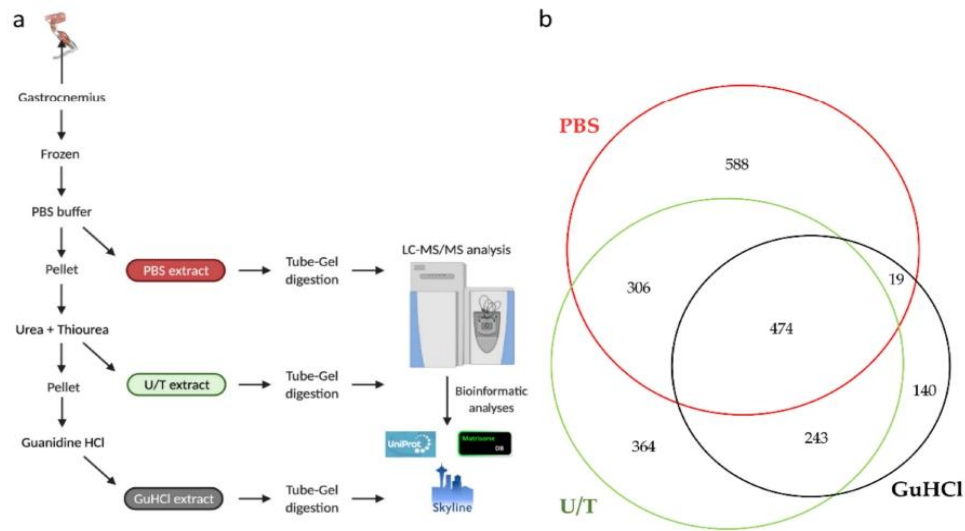 a
Gastrocnemius
Frozen
PBS buffer
Pellet
PBS extract
Tube-Gel
digestion
LC-MS/MS analysis
Urea + Thiourea
Pellet
U/T extract
Tube-Gel
digestion
Bioinformatic
analyses
Guanidine HCl
UniProt
Matrisome
DB
GuHCl extract
Tube-Gel
digestion
Skyline
b
PBS
588
306
19
474
140
364
243
GuHCl
U/T